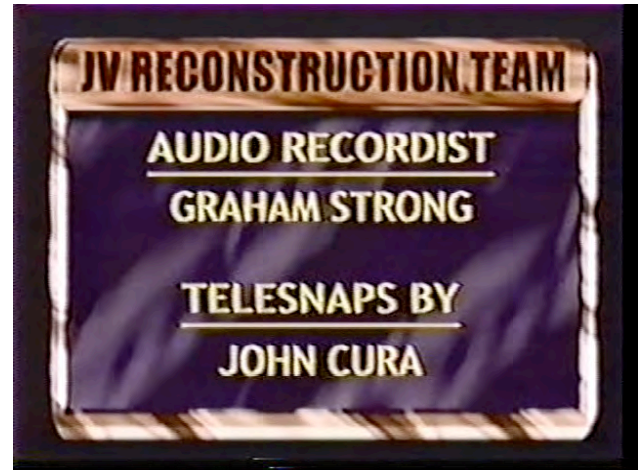 JV RECONSTRUCTION TEAM
AUDIO RECORDIST
GRAHAM STRONG
TELESNAPS BY
JOHN CURA